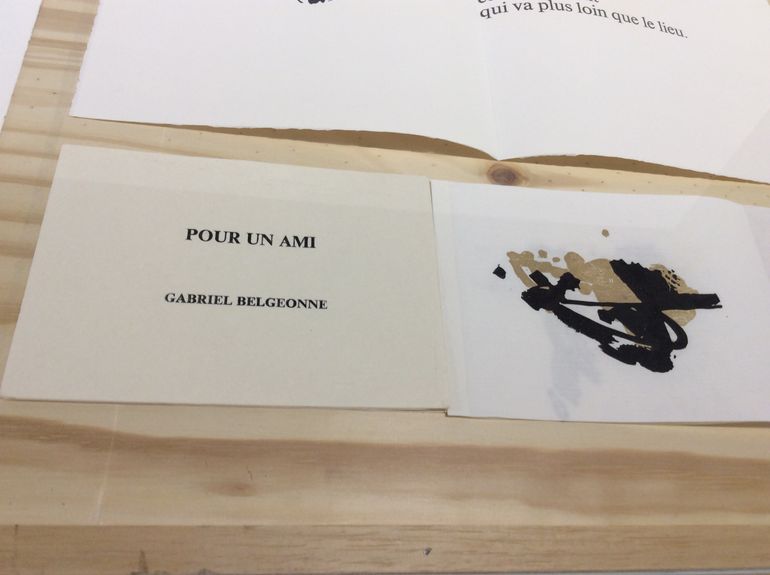 qui va plus loin que le lieu.
POUR UN AMI
GABRIEL BELGEONNE